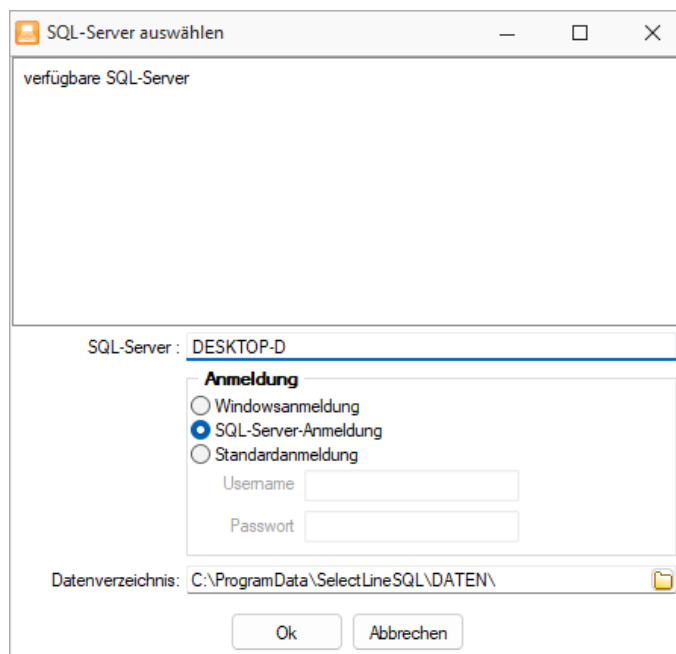 SQL-Server auswählen
verfügbare SQL-Server
SQL-Server : DESKTOP-D
Anmeldung
Windowsanmeldung
SQL-Server-Anmeldung
Standardanmeldung
Username
Passwort
Datenverzeichnis: C:\ProgramData\SelectLineSQL\DATEN\
Ok Abbrechen